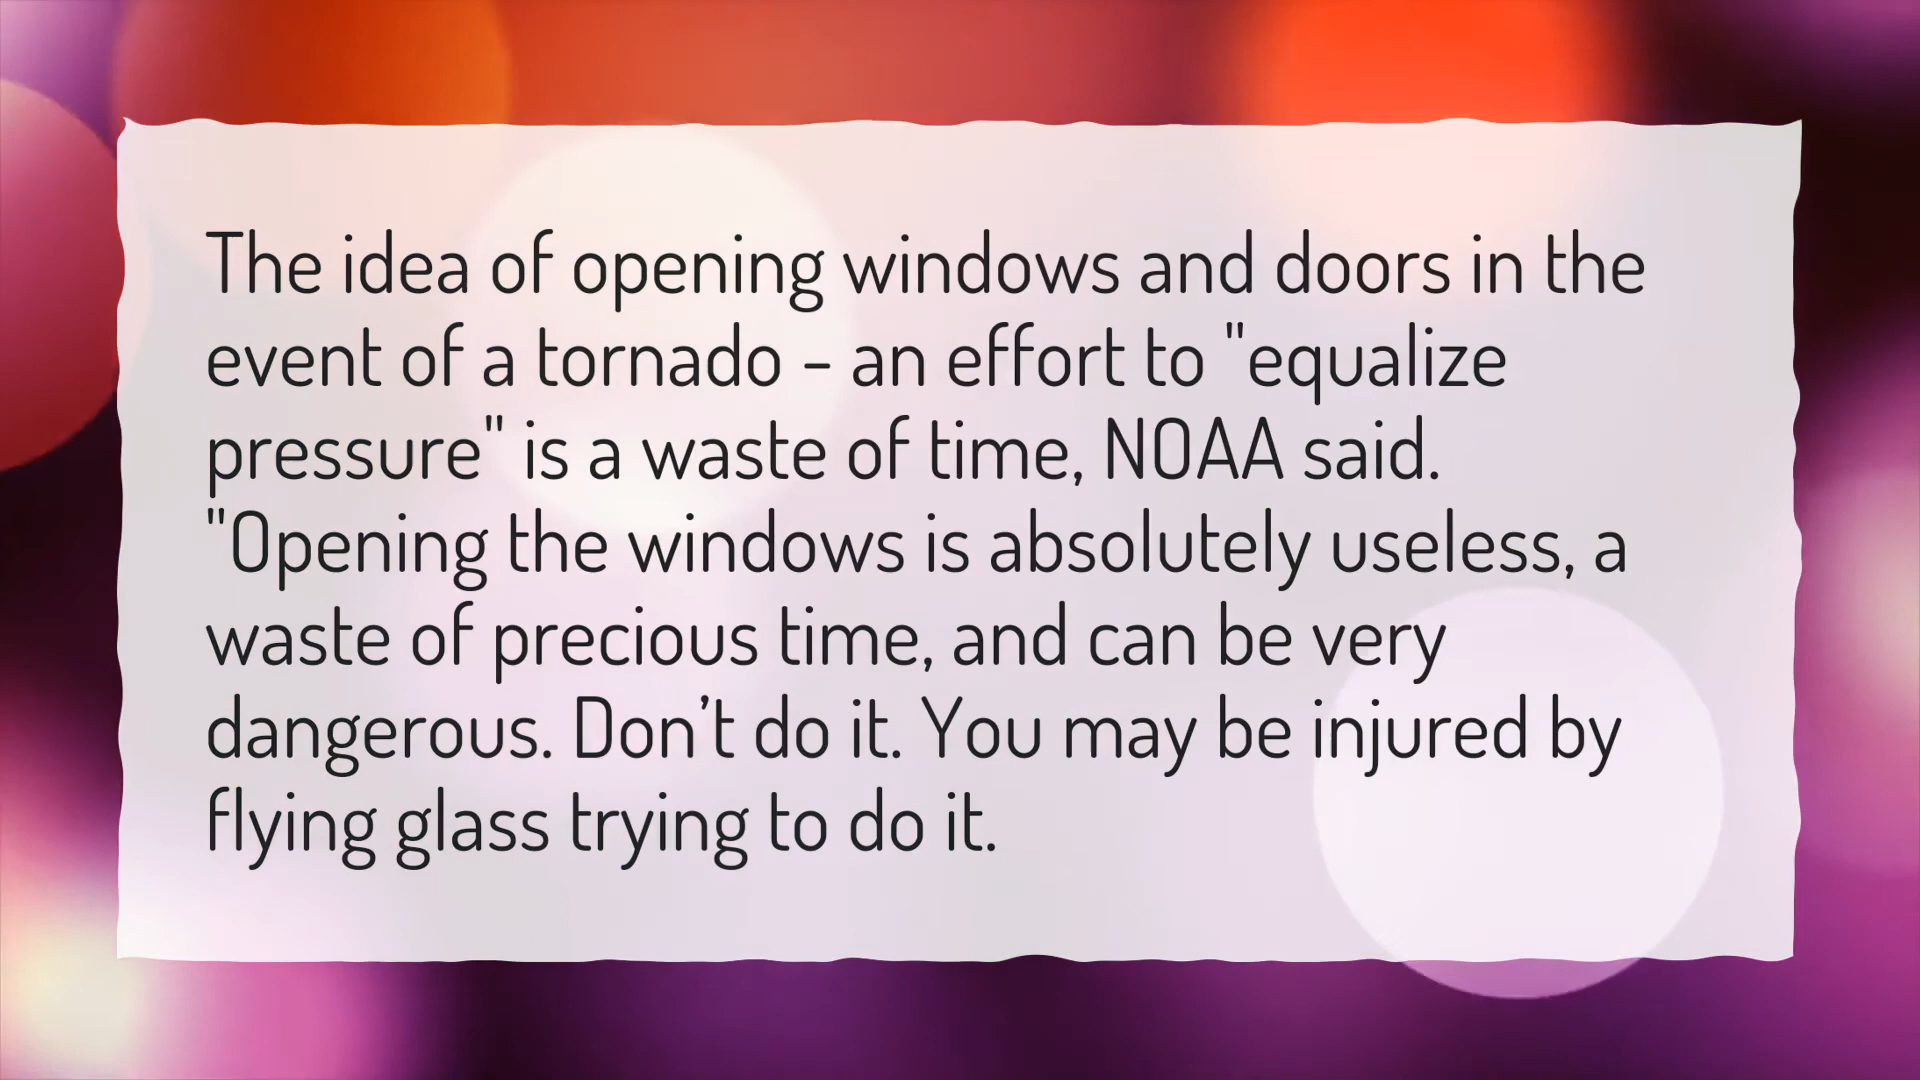 The idea of opening windows and doors in the
event of a tornado - an effort to "equalize
pressure" is a waste of time, NOAA said.
"Opening the windows is absolutely useless, a
waste of precious time, and can be very
dangerous. Don’t do it. You may be injured by
flying glass trying to do it.